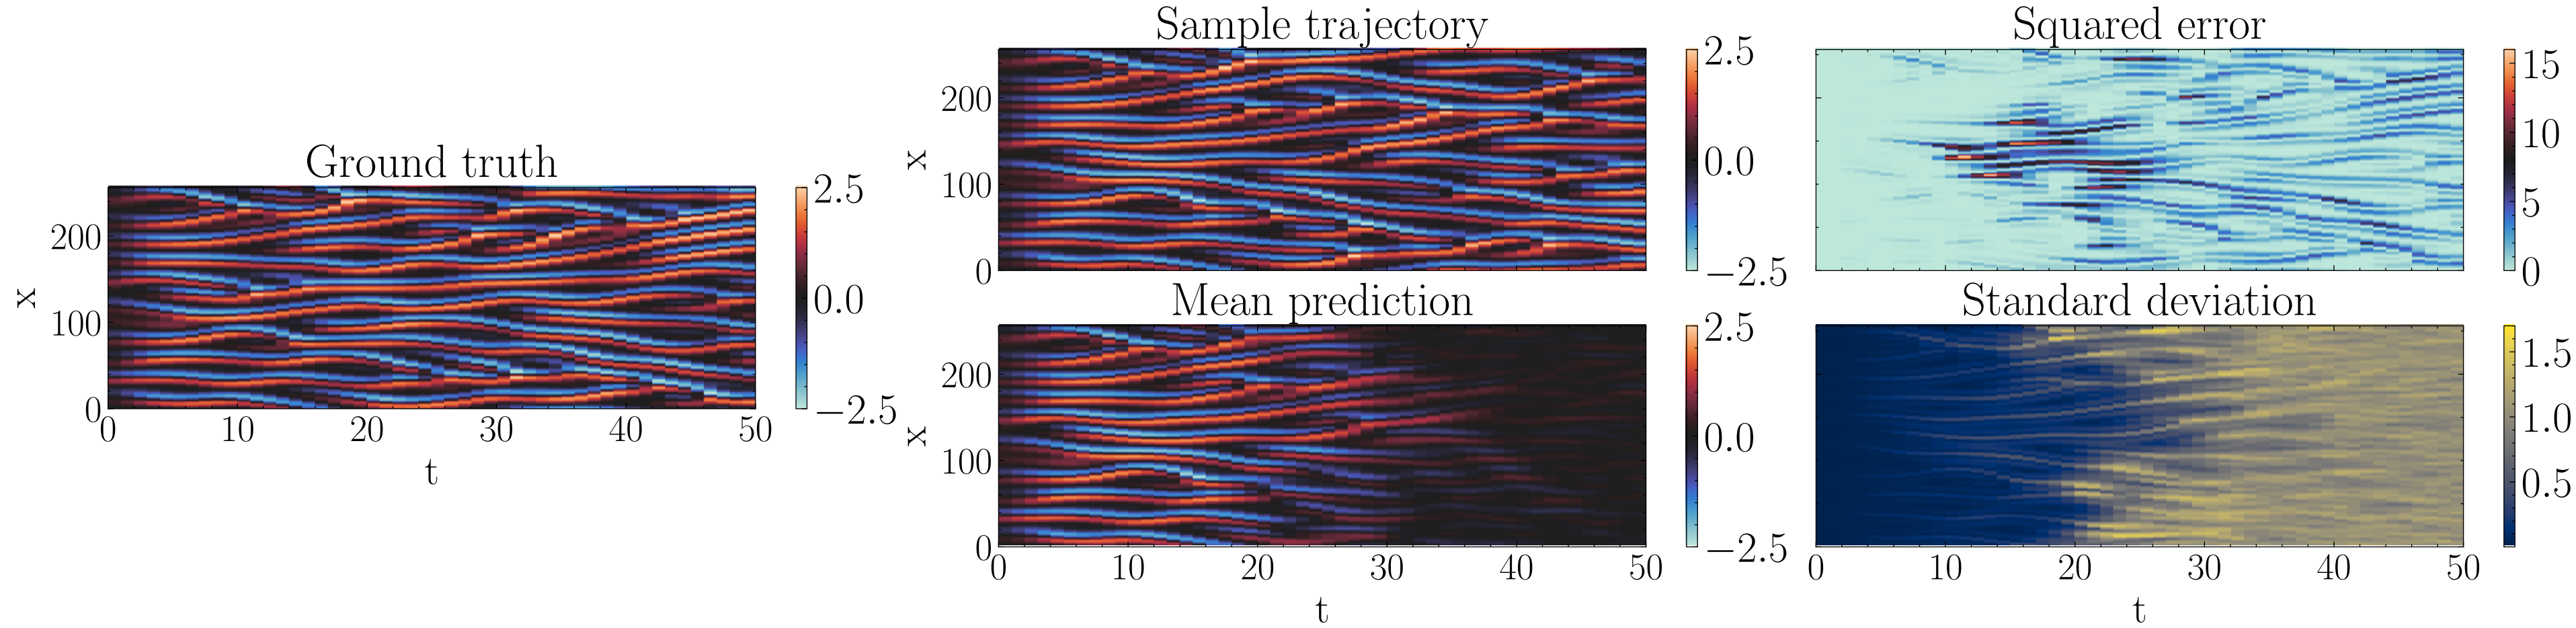 Ground truth
x
200
100
0
0 10 20 30 40 50
t
2.5
0.0
−2.5
Sample trajectory
x
200
100
0
2.5
0.0
−2.5
Squared error
15
10
5
0
Mean prediction
x
200
100
0
0 10 20 30 40 50
t
2.5
0.0
−2.5
Standard deviation
0 10 20 30 40 50
t
1.5
1.0
0.5